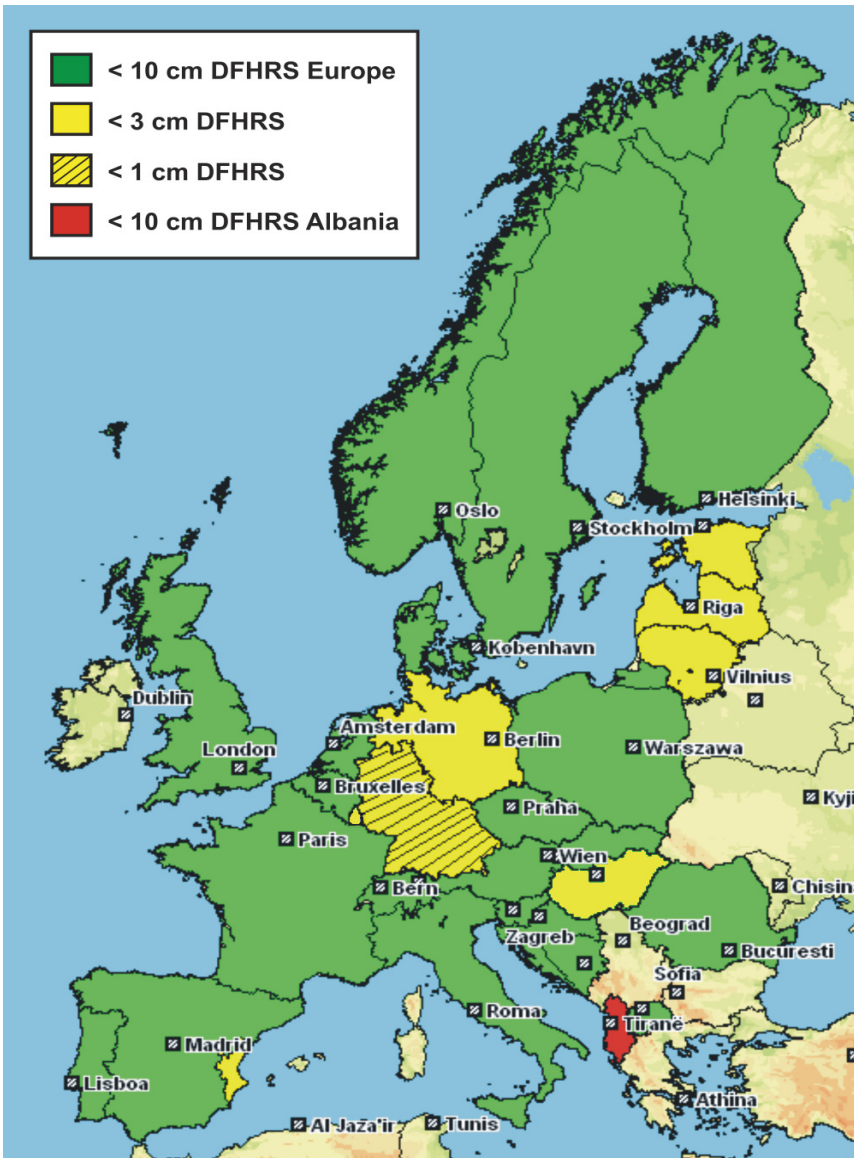 < 10 cm DFHRS Europe
< 3 cm DFHRS
< 1 cm DFHRS
< 10 cm DFHRS Albania
Helsinki
Oslo
Stockholm
Riga
Kobenhavn
Vilnius
Dublin
Amsterdam
Berlin
Warszawa
London
Bruxelles
Praha
Kyji
Paris
Wien
Bern
Chisin
Beograd
Zagreb
Bucuresti
Sofia
Roma
Tiranë
Madrid
Lisboa
Athina
Al Jaza'ir
Tunis